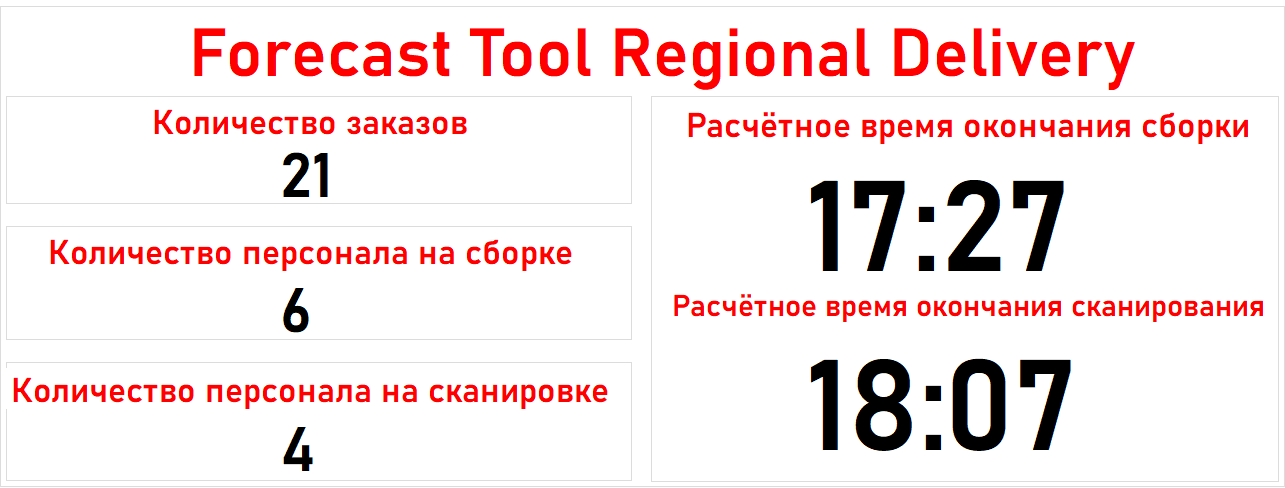 Forecast Tool Regional Delivery
Количество заказов
21
Количество персонала на сборке
6
Количество персонала на сканировке
4
Расчётное время окончания сборки
17:27
Расчётное время окончания сканирования
18:07